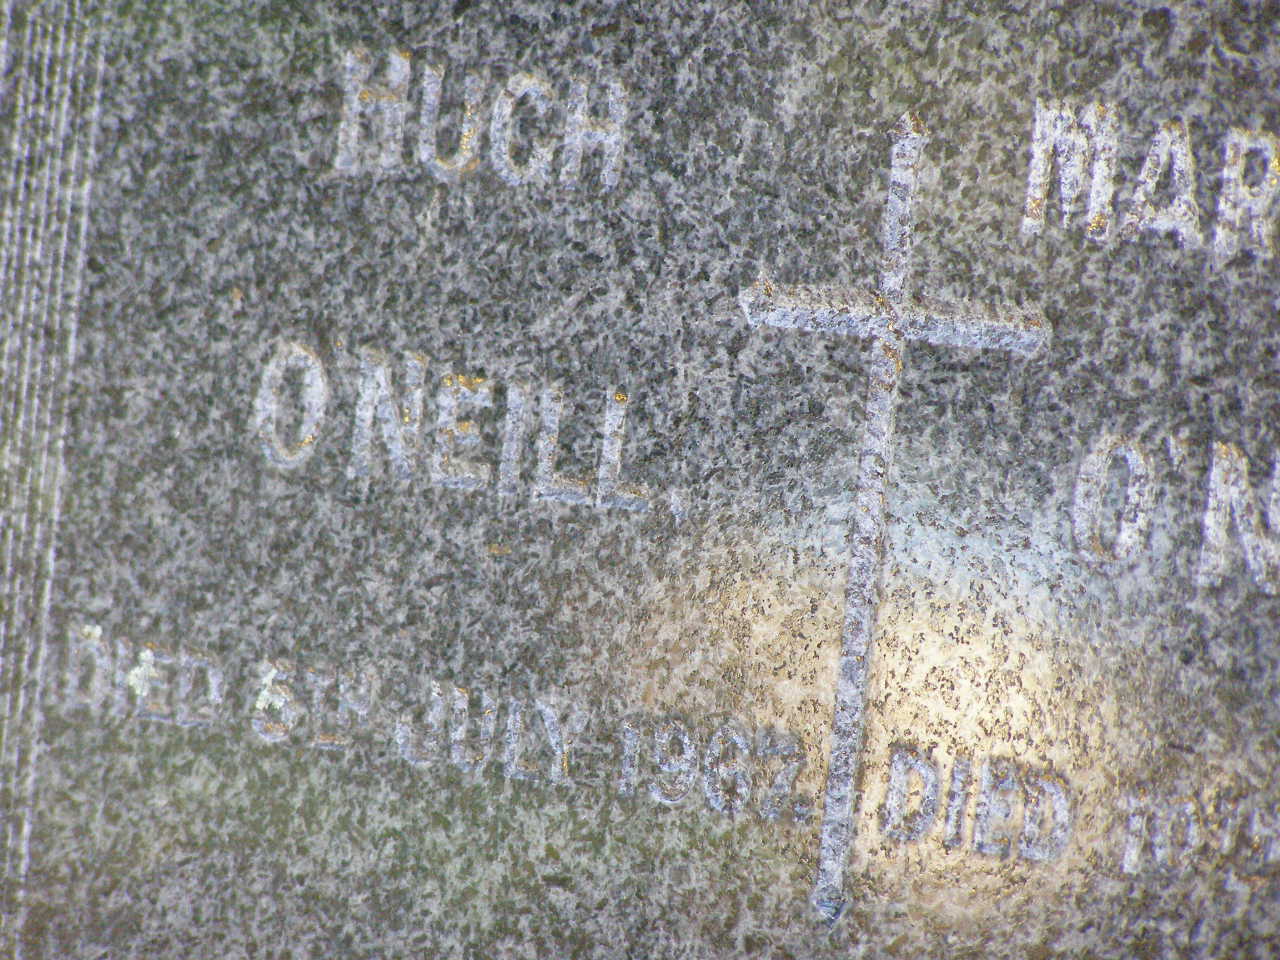 HUGH
O'NEILL,
DIED 5TH JULY 1967.
MAR
O'N
DIED